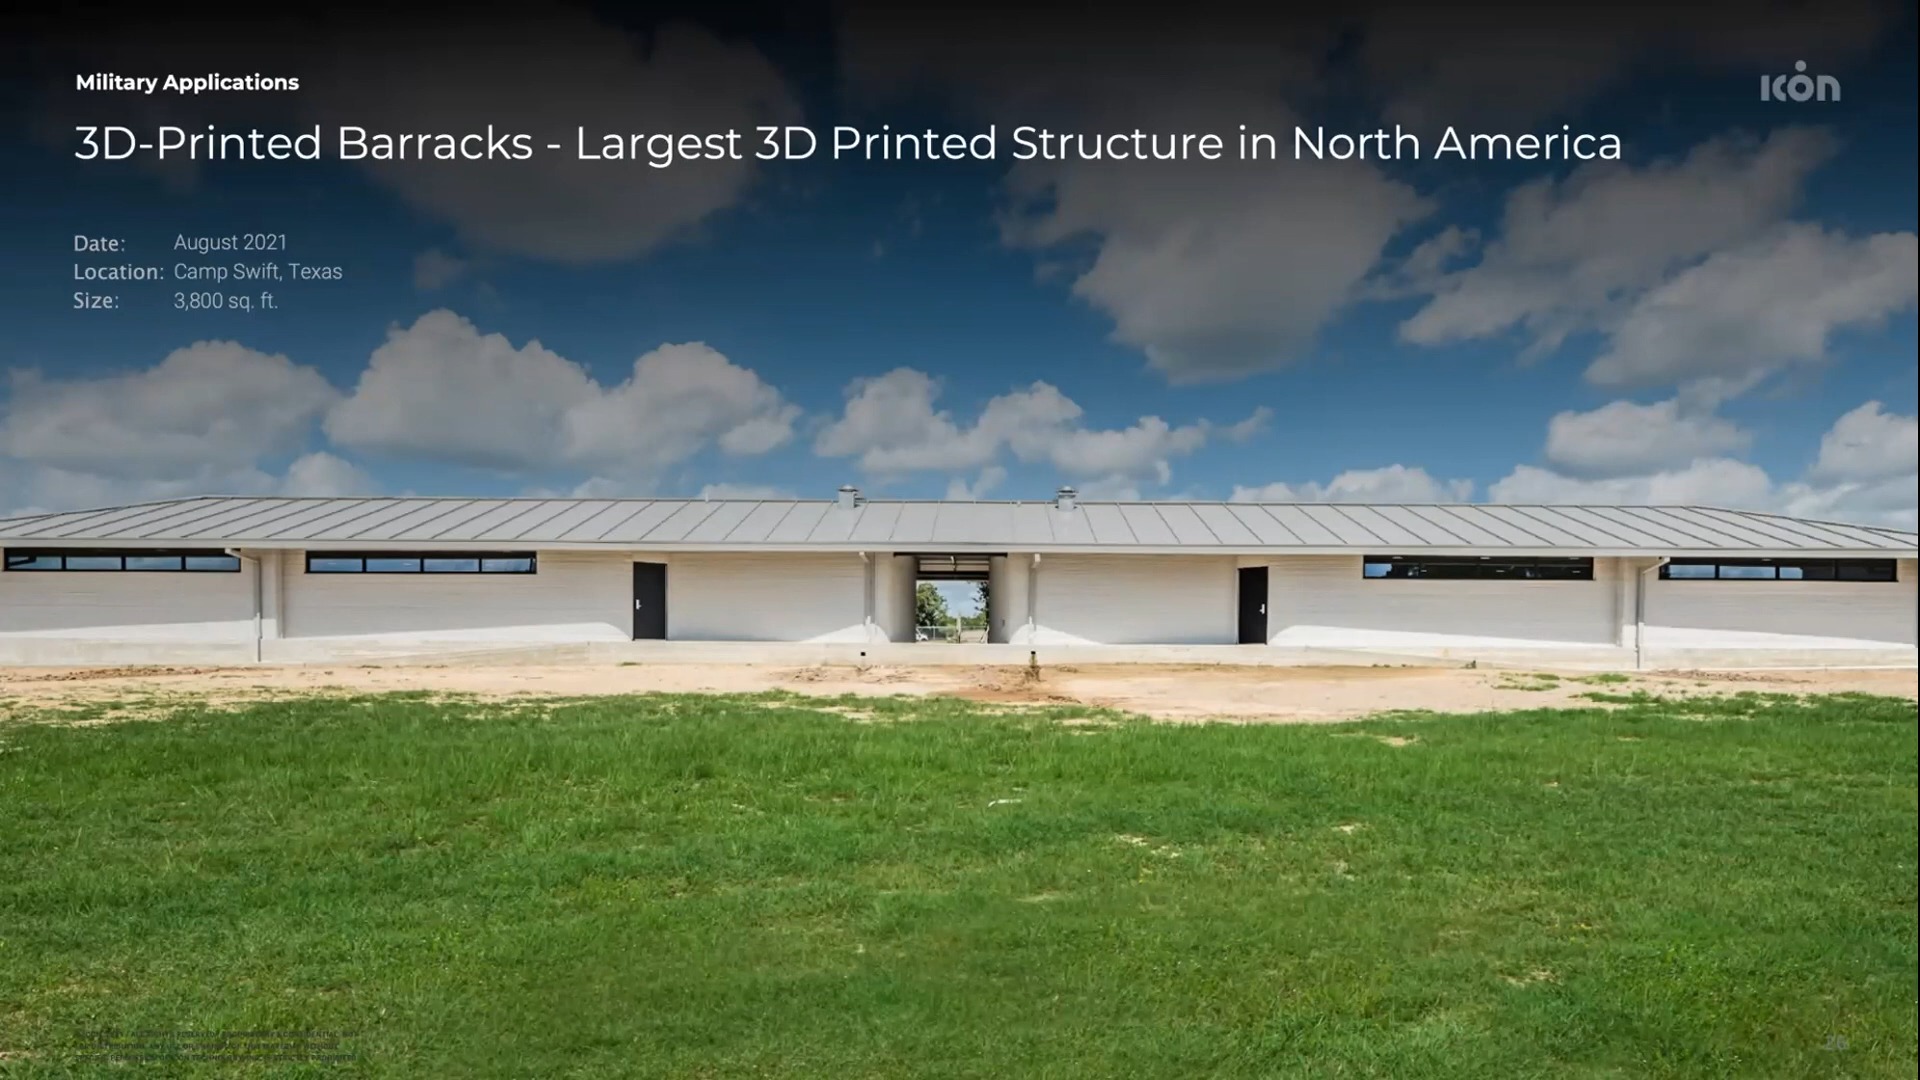 Military Applications
ICON
3D-Printed Barracks - Largest 3D Printed Structure in North America
Date: August 2021
Location: Camp Swift, Texas
Size: 3,800 sq. ft.
26